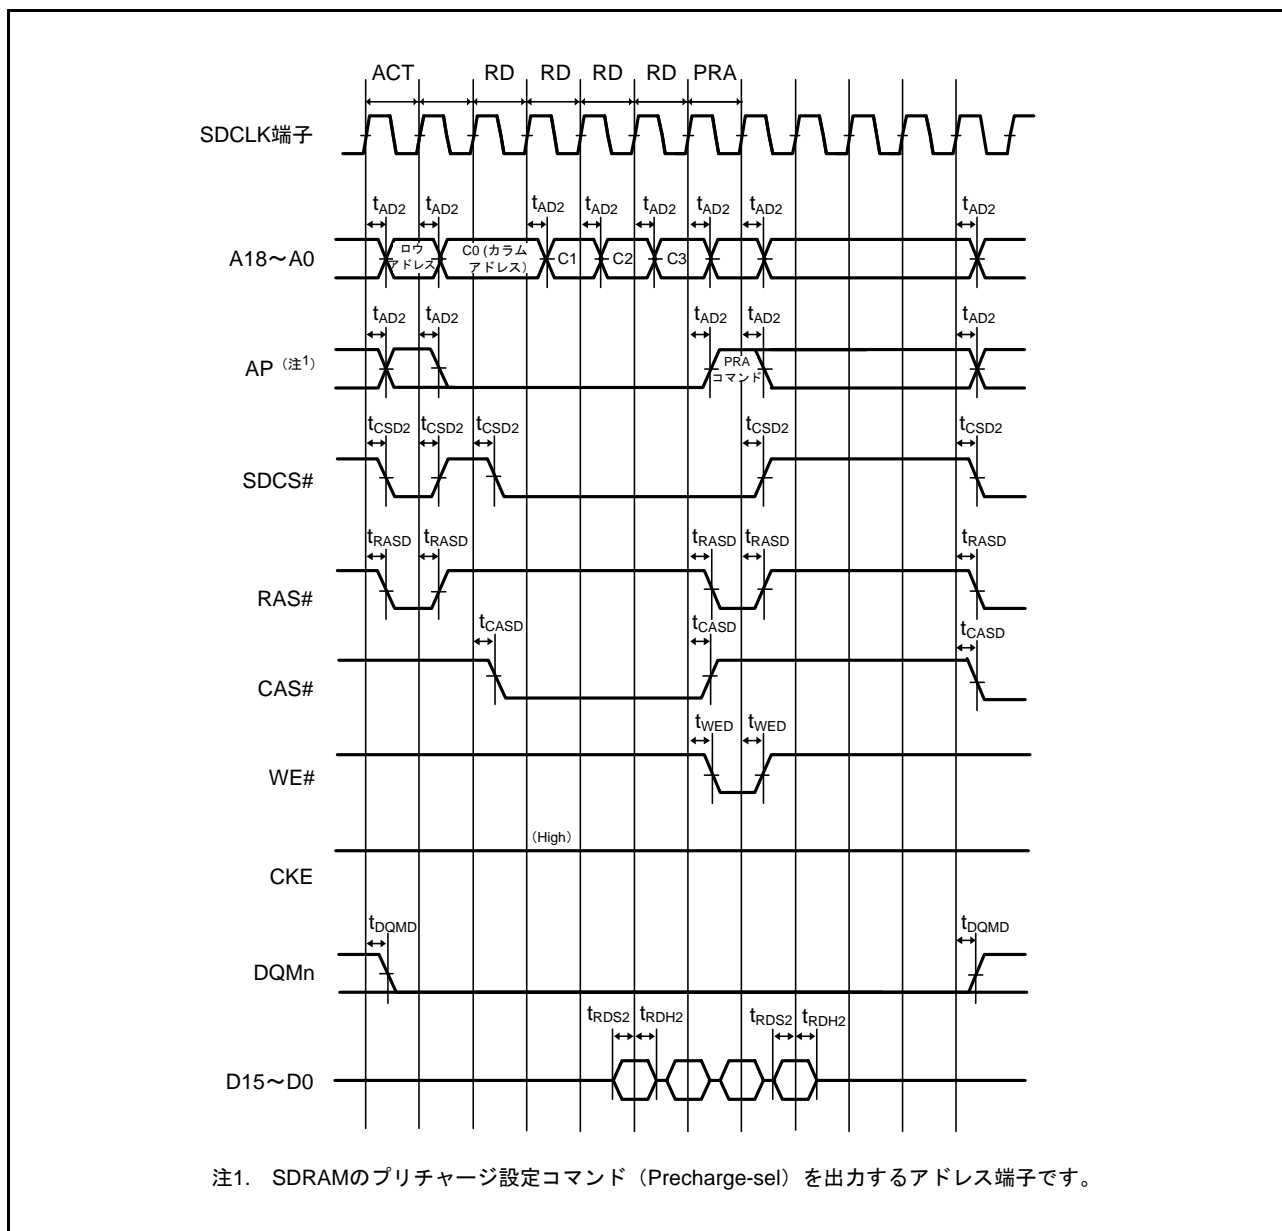 ACT RD RD RD RD PRA
SDCLK端子
tAD2 tAD2 tAD2 tAD2 tAD2 tAD2 tAD2 tAD2
A18～A0
ロウ
アドレス
C0 (カラム
アドレス）
C1 C2 C3
tAD2 tAD2 tAD2 tAD2 tAD2
AP（注1）
PRA
コマンド
tCSD2 tCSD2 tCSD2 tCSD2 tCSD2
SDCS#
tRASD tRASD tRASD tRASD tRASD
RAS#
tCASD tCASD tCASD
CAS#
tWED tWED
WE#
（High）
CKE
tDQMD tDQMD
DQMn
tRDS2 tRDH2 tRDS2 tRDH2
D15～D0
注1. SDRAMのプリチャージ設定コマンド（Precharge-sel）を出力するアドレス端子です。